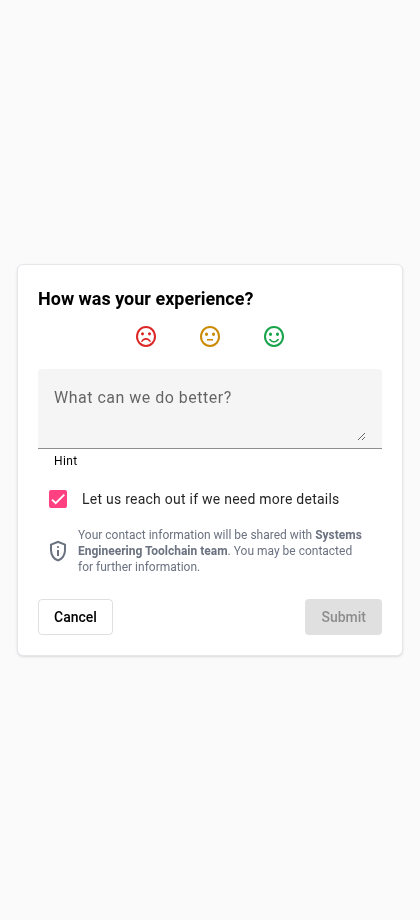 How was your experience?
What can we do better?
Hint
Let us reach out if we need more details
Your contact information will be shared with Systems
Engineering Toolchain team. You may be contacted
for further information.
Cancel
Submit